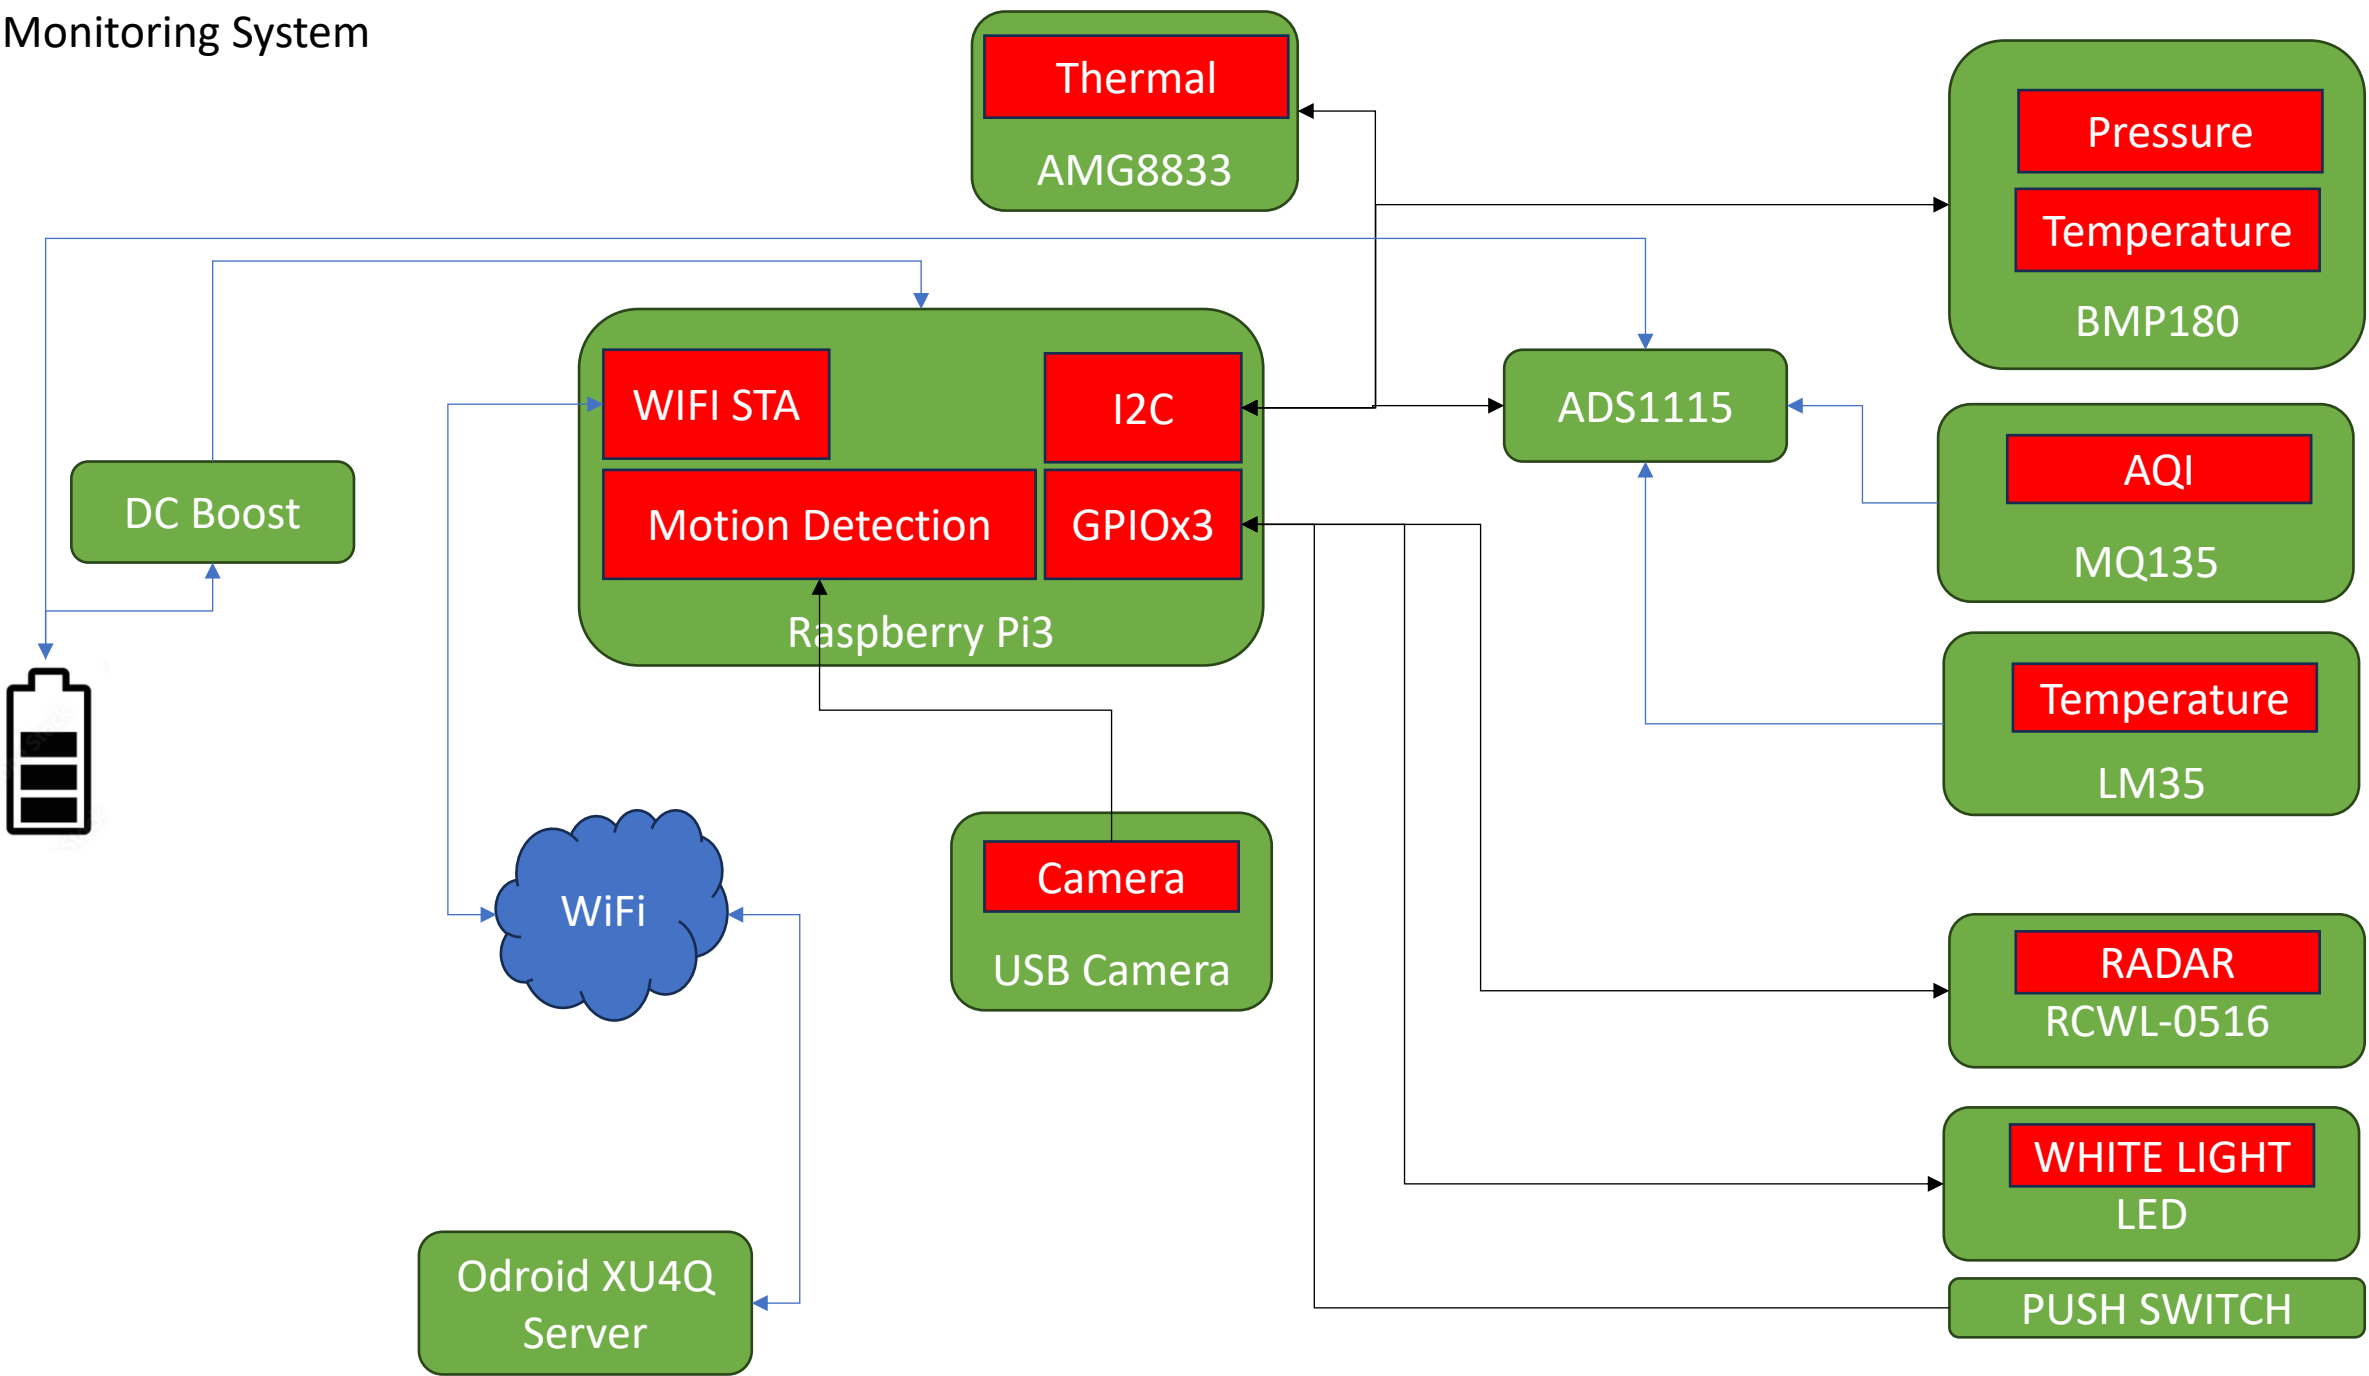 Monitoring System
Thermal
AMG8833
Pressure
Temperature
BMP180
WIFI STA
I2C
Motion Detection
GPIOx3
Raspberry Pi3
ADS1115
AQI
MQ135
DC Boost
Temperature
LM35
WiFi
Camera
USB Camera
RADAR
RCWL-0516
WHITE LIGHT
LED
Odroid XU4Q
Server
PUSH SWITCH